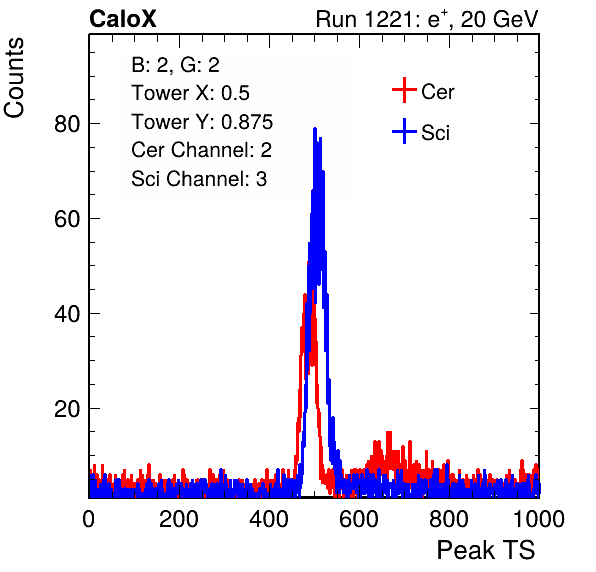 CaloX Run 1221: e+, 20 GeV
Counts
B: 2, G: 2
Tower X: 0.5
Tower Y: 0.875
Cer Channel: 2
Sci Channel: 3
Cer
Sci
80
60
40
20
0 200 400 600 800 1000
Peak TS